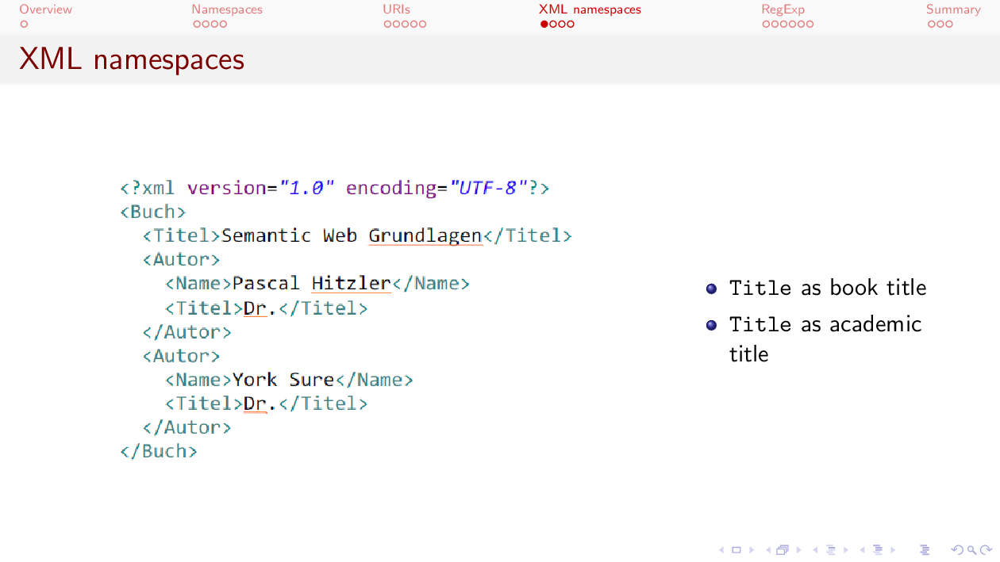 Overview Namespaces URIs XML namespaces RegExp Summary
XML namespaces
<?xml version="1.0" encoding="UTF-8"?>
<Buch>
<Titel>Semantic Web Grundlagen</Titel>
<Autor>
<Name>Pascal Hitzler</Name>
<Titel>Dr.</Titel>
</Autor>
<Autor>
<Name>York Sure</Name>
<Titel>Dr.</Titel>
</Autor>
</Buch>
Title as book title
Title as academic
title